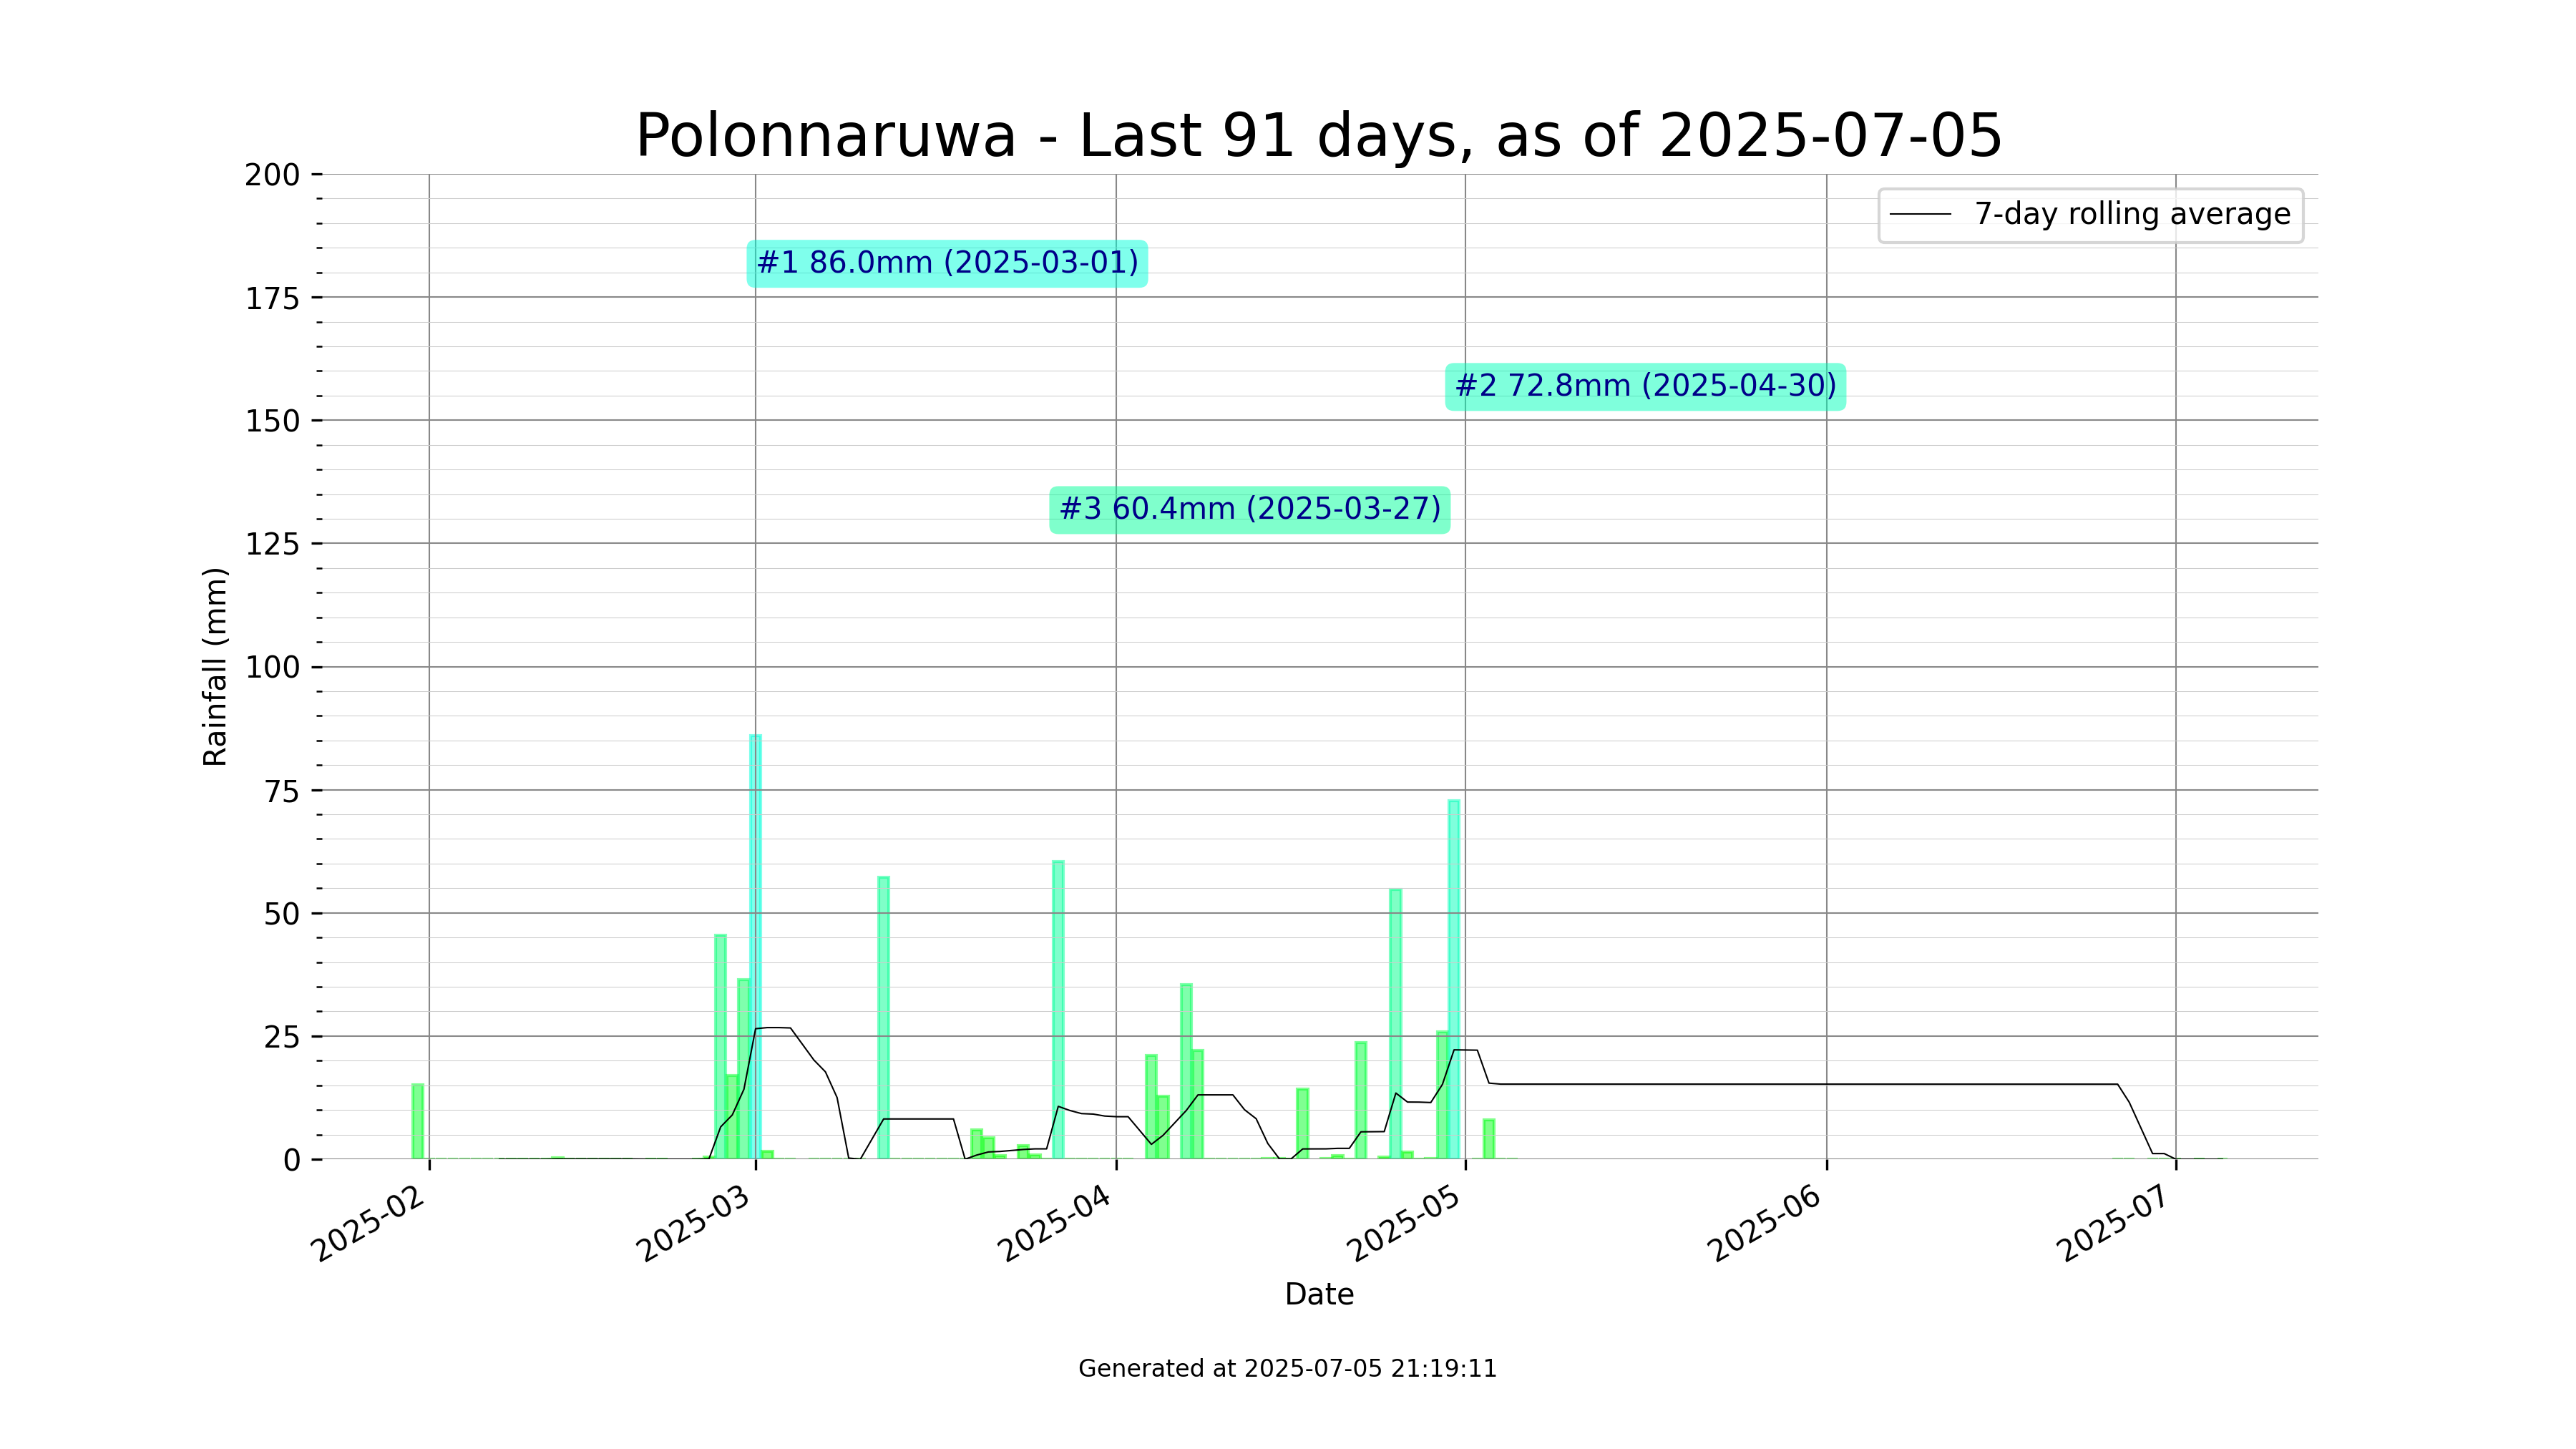 Polonnaruwa - Last 91 days, as of 2025-07-05
7-day rolling average
#1 86.0mm (2025-03-01)
#2 72.8mm (2025-04-30)
#3 60.4mm (2025-03-27)
Rainfall (mm)
200
175
150
125
100
75
50
25
0
2025-02
2025-03
2025-04
2025-05
2025-06
2025-07
Date
Generated at 2025-07-05 21:19:11